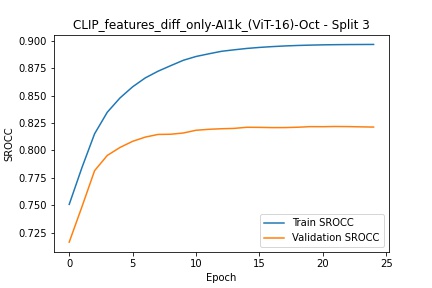 CLIP_features_diff_only-AI1k_(ViT-16)-Oct - Split 3
0.900
0.875
0.850
0.825
0.800
0.775
0.750
0.725
SROCC
Train SROCC
Validation SROCC
0 5 10 15 20 25
Epoch